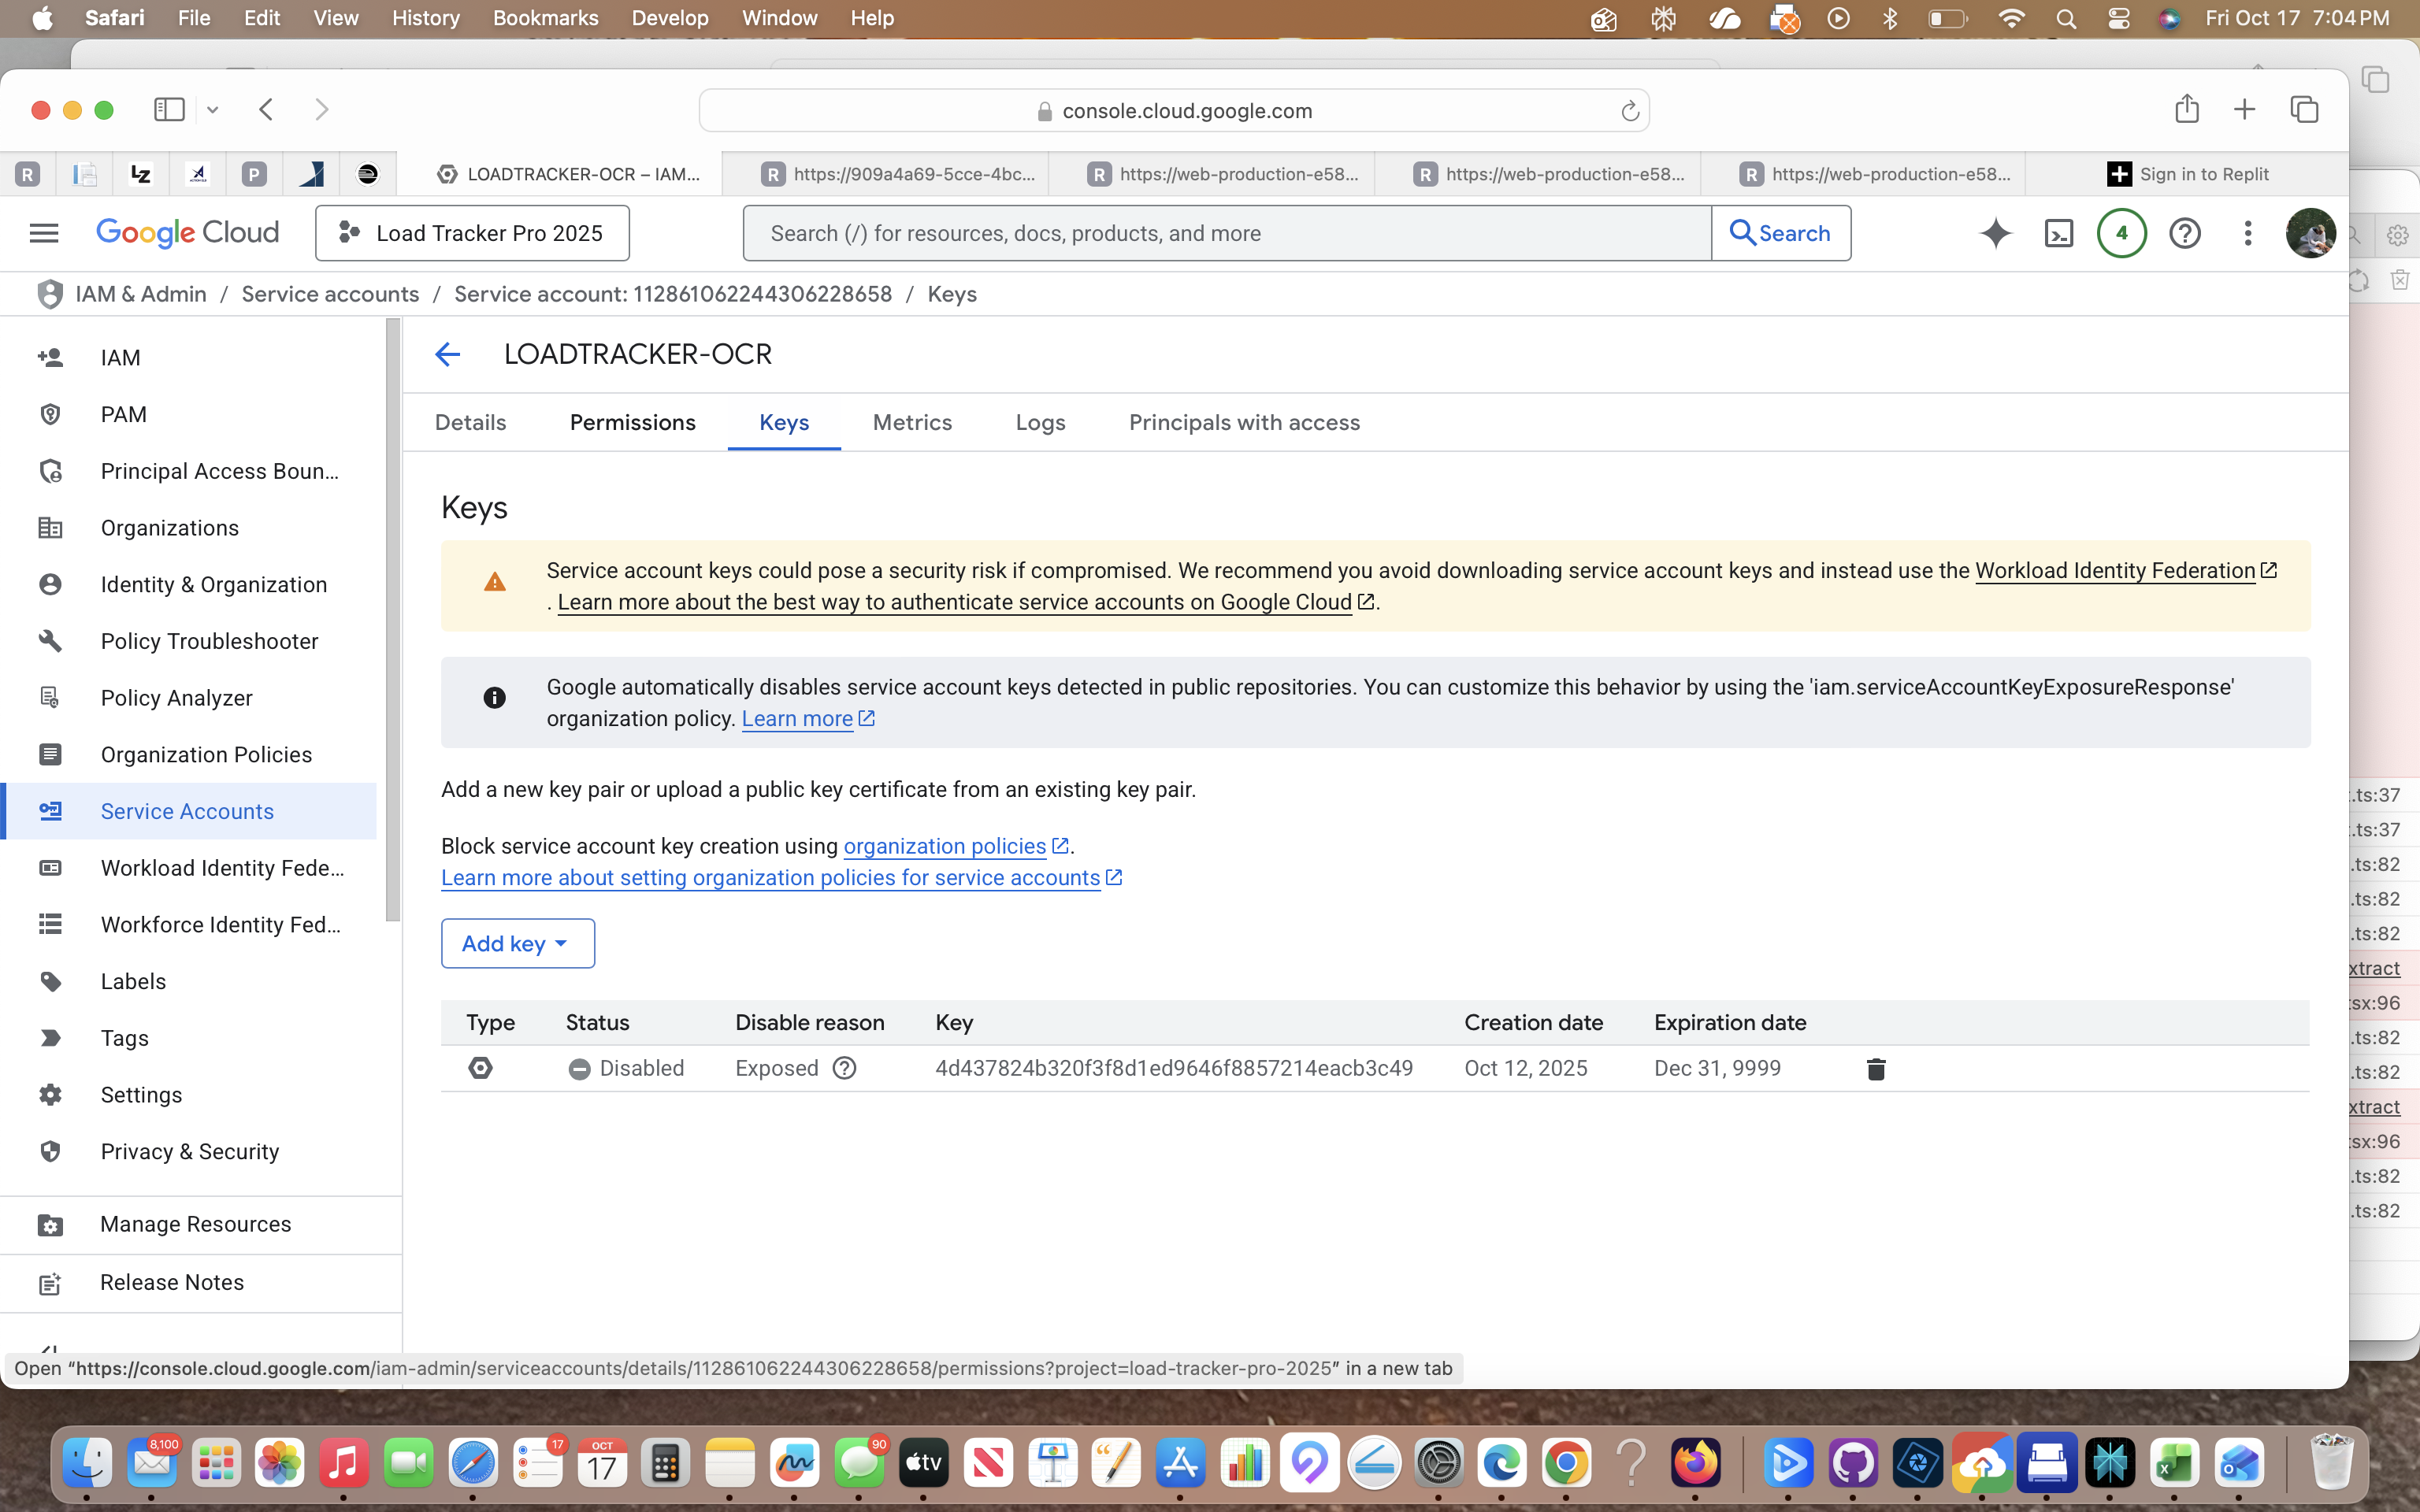 Safari File Edit View History Bookmarks Develop Window Help Fri Oct 17 7:04 PM
console.cloud.google.com
R LZ P LOADTRACKER-OCR – IAM... R https://909a4a69-5cce-4bc... R https://web-production-e58... R https://web-production-e58... R https://web-production-e58... Sign in to Replit
Google Cloud Load Tracker Pro 2025 Search (/) for resources, docs, products, and more Search 4
IAM & Admin / Service accounts / Service account: 112861062244306228658 / Keys
IAM
PAM
Principal Access Boun...
Organizations
Identity & Organization
Policy Troubleshooter
Policy Analyzer
Organization Policies
Service Accounts
Workload Identity Fede...
Workforce Identity Fed...
Labels
Tags
Settings
Privacy & Security
Manage Resources
Release Notes
LOADTRACKER-OCR
Details Permissions Keys Metrics Logs Principals with access
Keys
Service account keys could pose a security risk if compromised. We recommend you avoid downloading service account keys and instead use the Workload Identity Federation
. Learn more about the best way to authenticate service accounts on Google Cloud .
Google automatically disables service account keys detected in public repositories. You can customize this behavior by using the 'iam.serviceAccountKeyExposureResponse'
organization policy. Learn more
Add a new key pair or upload a public key certificate from an existing key pair.
Block service account key creation using organization policies .
Learn more about setting organization policies for service accounts
Add key
Type Status Disable reason Key Creation date Expiration date
Disabled Exposed 4d437824b320f3f8d1ed9646f8857214eacb3c49 Oct 12, 2025 Dec 31, 9999
.ts:37
.ts:37
.ts:82
.ts:82
.ts:82
xtract
tsx:96
.ts:82
.ts:82
xtract
tsx:96
.ts:82
.ts:82
Open “https://console.cloud.google.com/iam-admin/serviceaccounts/details/112861062244306228658/permissions?project=load-tracker-pro-2025” in a new tab
8,100 17 OCT 17 90 tv